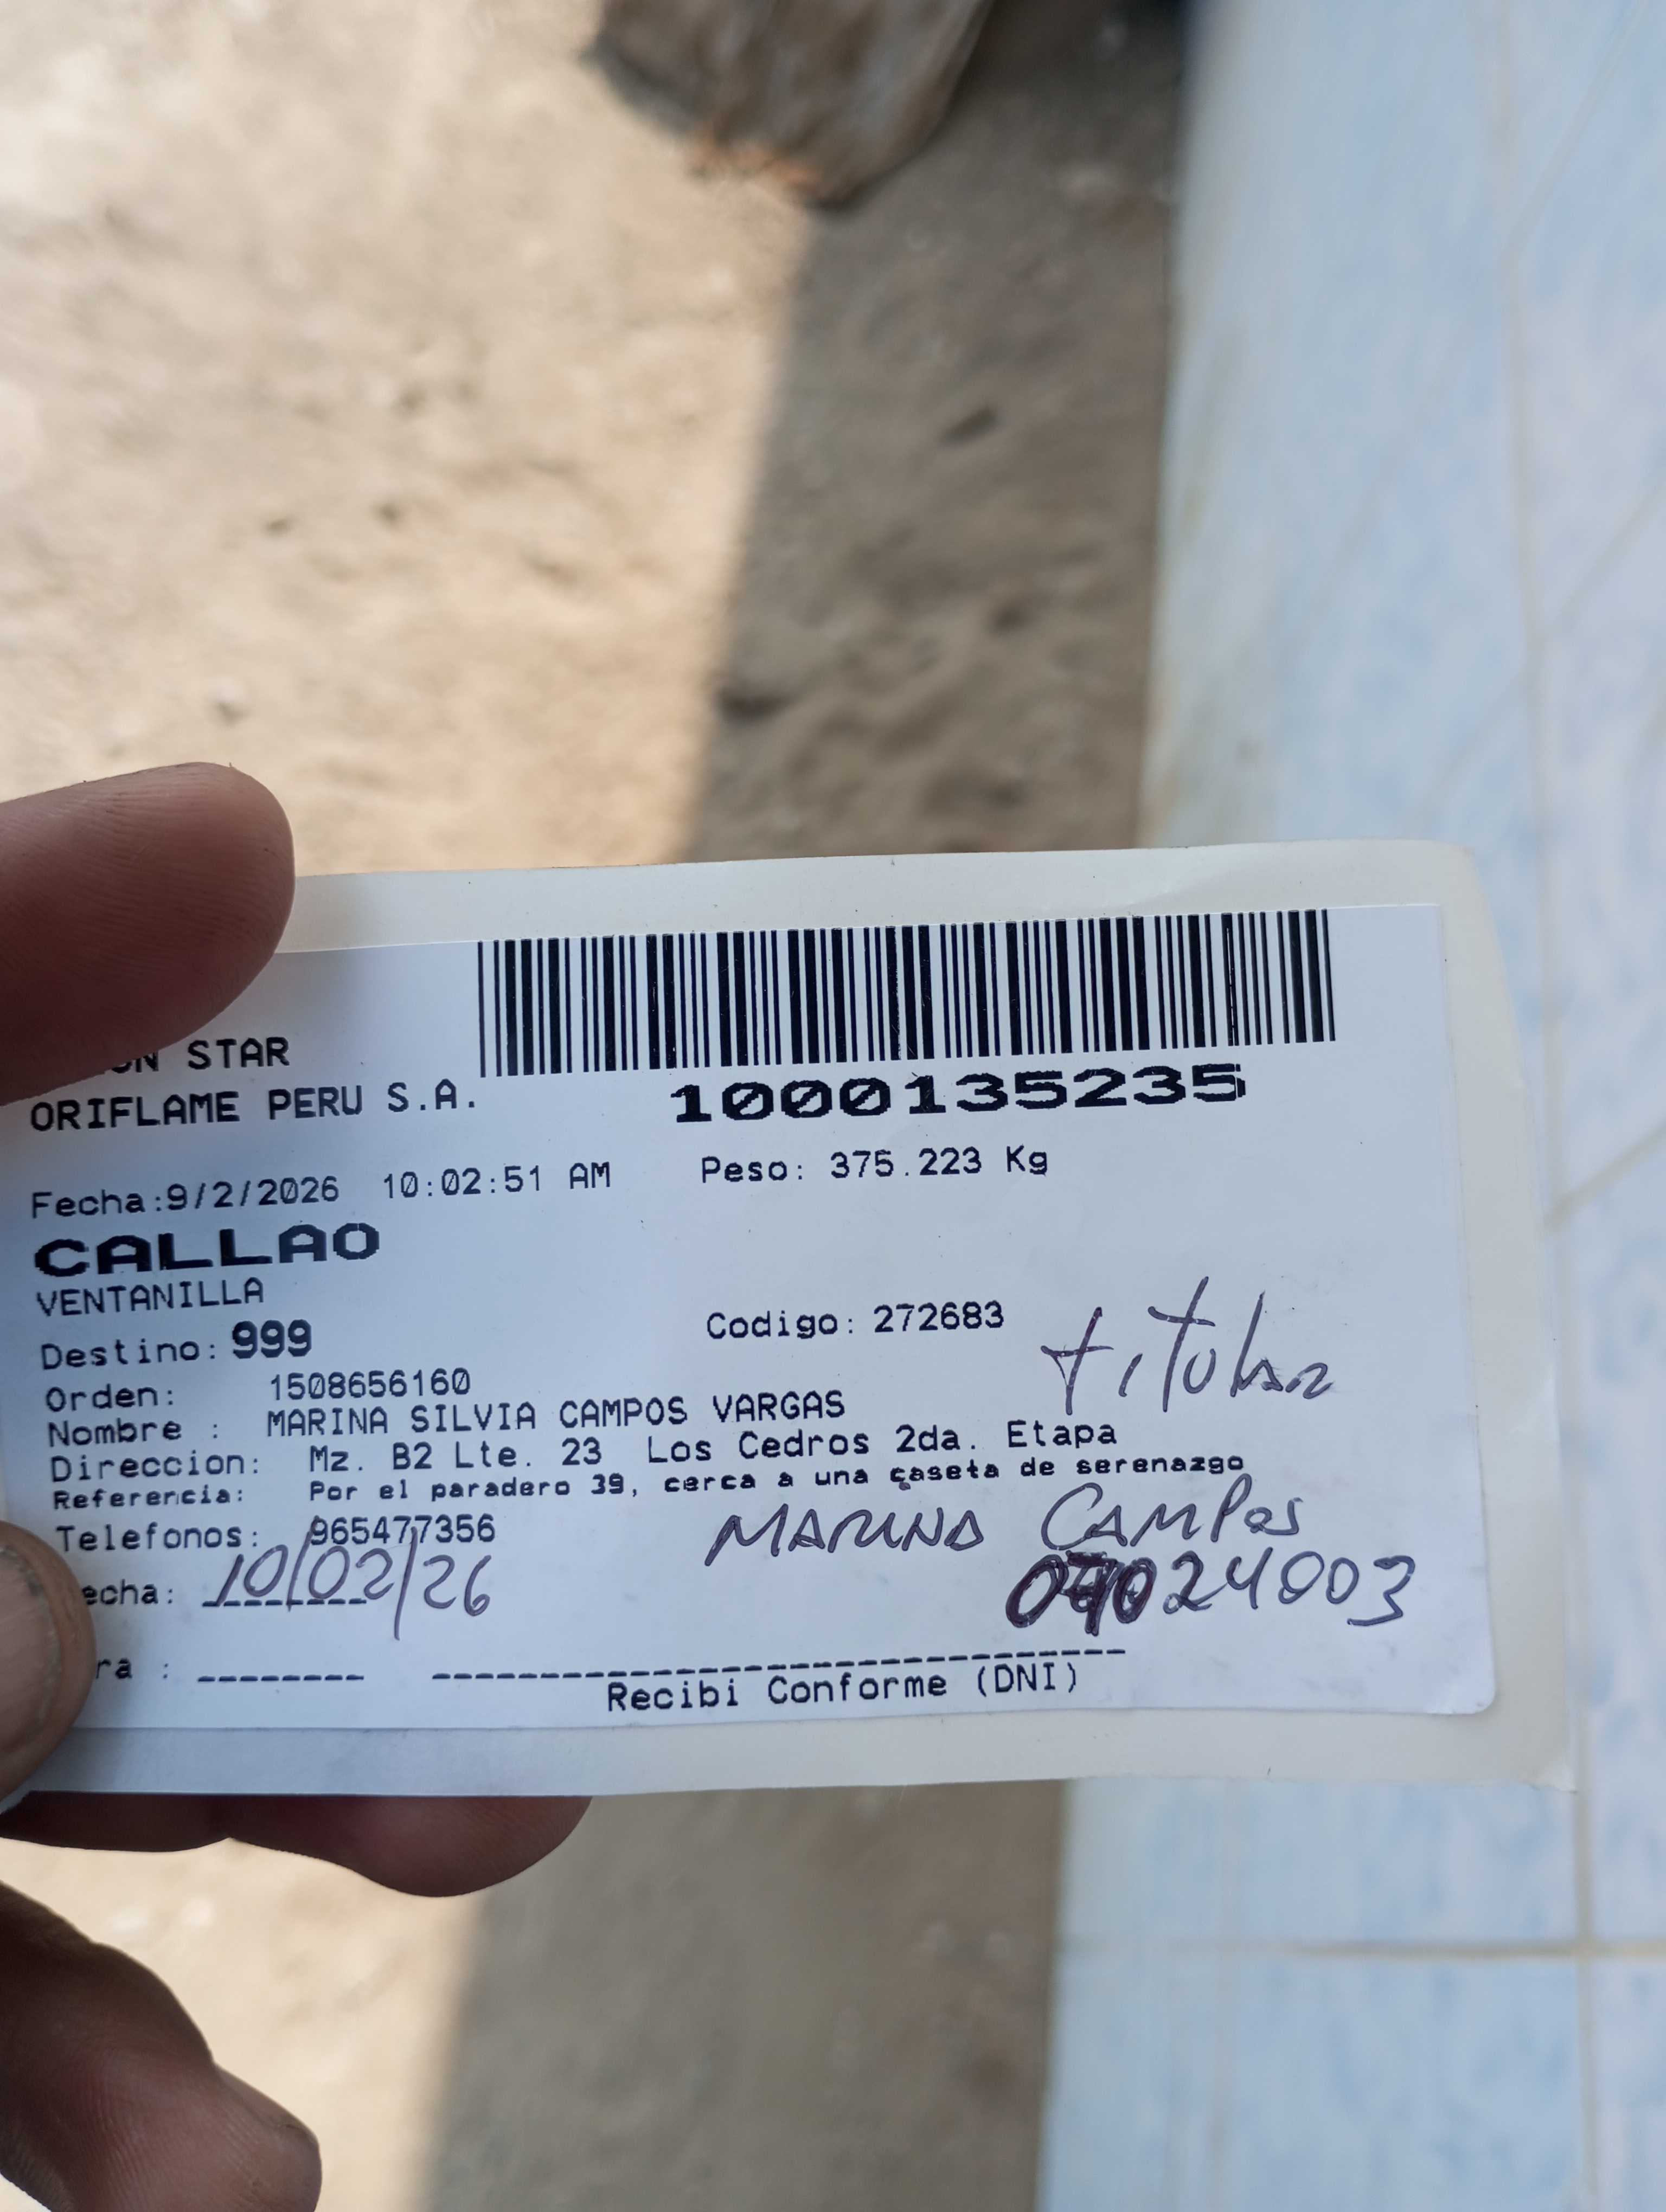 STAR
ORIFLAME PERU S.A.
1000135235
Fecha:9/2/2026 10:02:51 AM Peso: 375.223 Kg
CALLAO
VENTANILLA
Destino: 999 Codigo: 272683
titular
Orden: 1508656160
Nombre : MARINA SILVIA CAMPOS VARGAS
Direccion: Mz. B2 Lte. 23 Los Cedros 2da. Etapa
Referencia: Por el paradero 39, cerca a una caseta de serenazgo
Telefonos: 965477356
MARINA CAMPOS
echa: 10/02/26
ra :
Recibi Conforme (DNI)